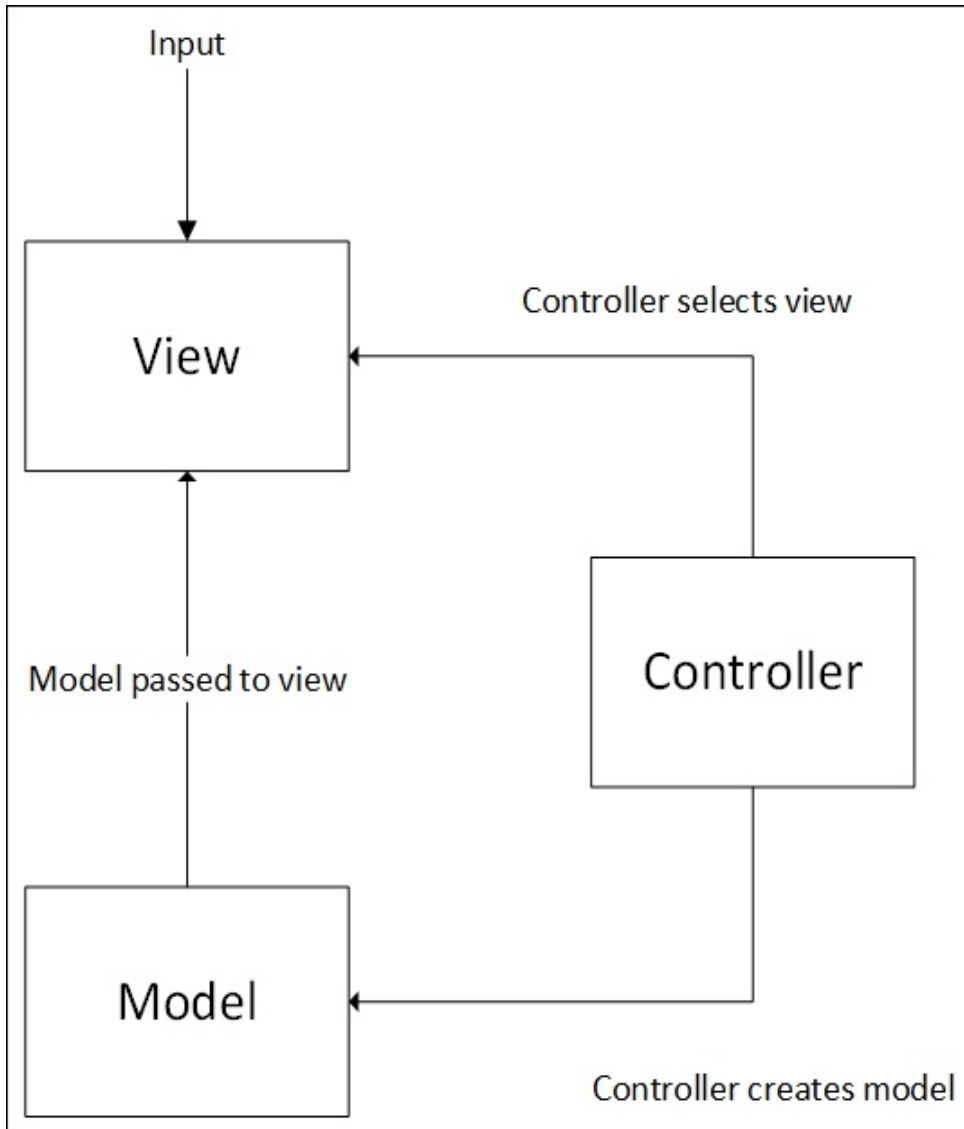 Input
Controller selects view
View
Controller
Model passed to view
Model
Controller creates model